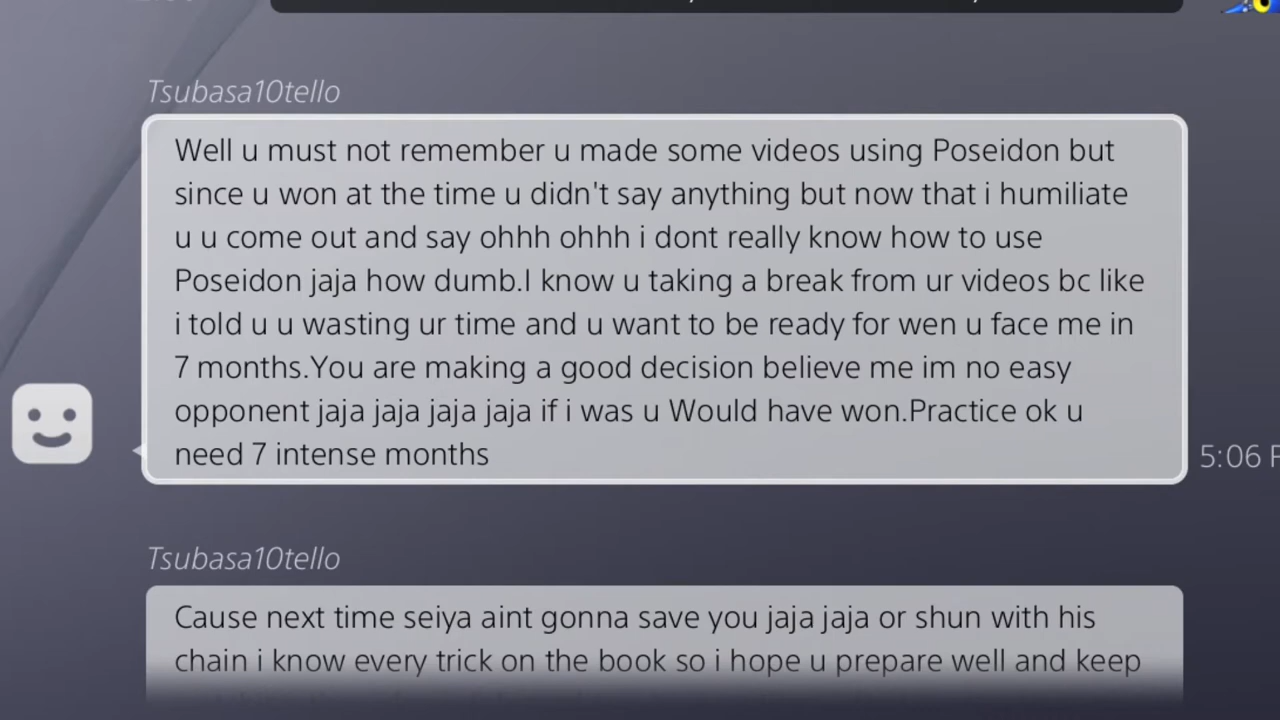 Tsubasa10tello
Well u must not remember u made some videos using Poseidon but
since u won at the time u didn't say anything but now that i humiliate
u u come out and say ohhh ohhh i dont really know how to use
Poseidon jaja how dumb.I know u taking a break from ur videos bc like
i told u u wasting ur time and u want to be ready for wen u face me in
7 months.You are making a good decision believe me im no easy
opponent jaja jaja jaja jaja if i was u Would have won.Practice ok u
need 7 intense months
5:06
Tsubasa10tello
Cause next time seiya aint gonna save you jaja jaja or shun with his
chain i know every trick on the book so i hope u prepare well and keep